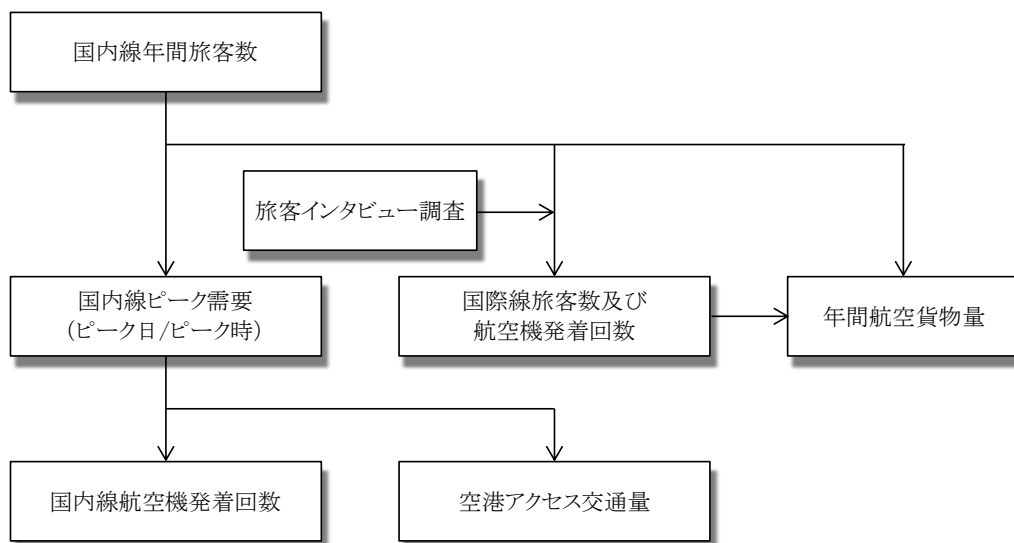 国内線年間旅客数
旅客インタビュー調査
国内線ピーク需要
(ピーク日/ピーク時)
国際線旅客数及び
航空機発着回数
年間航空貨物量
国内線航空機発着回数
空港アクセス交通量